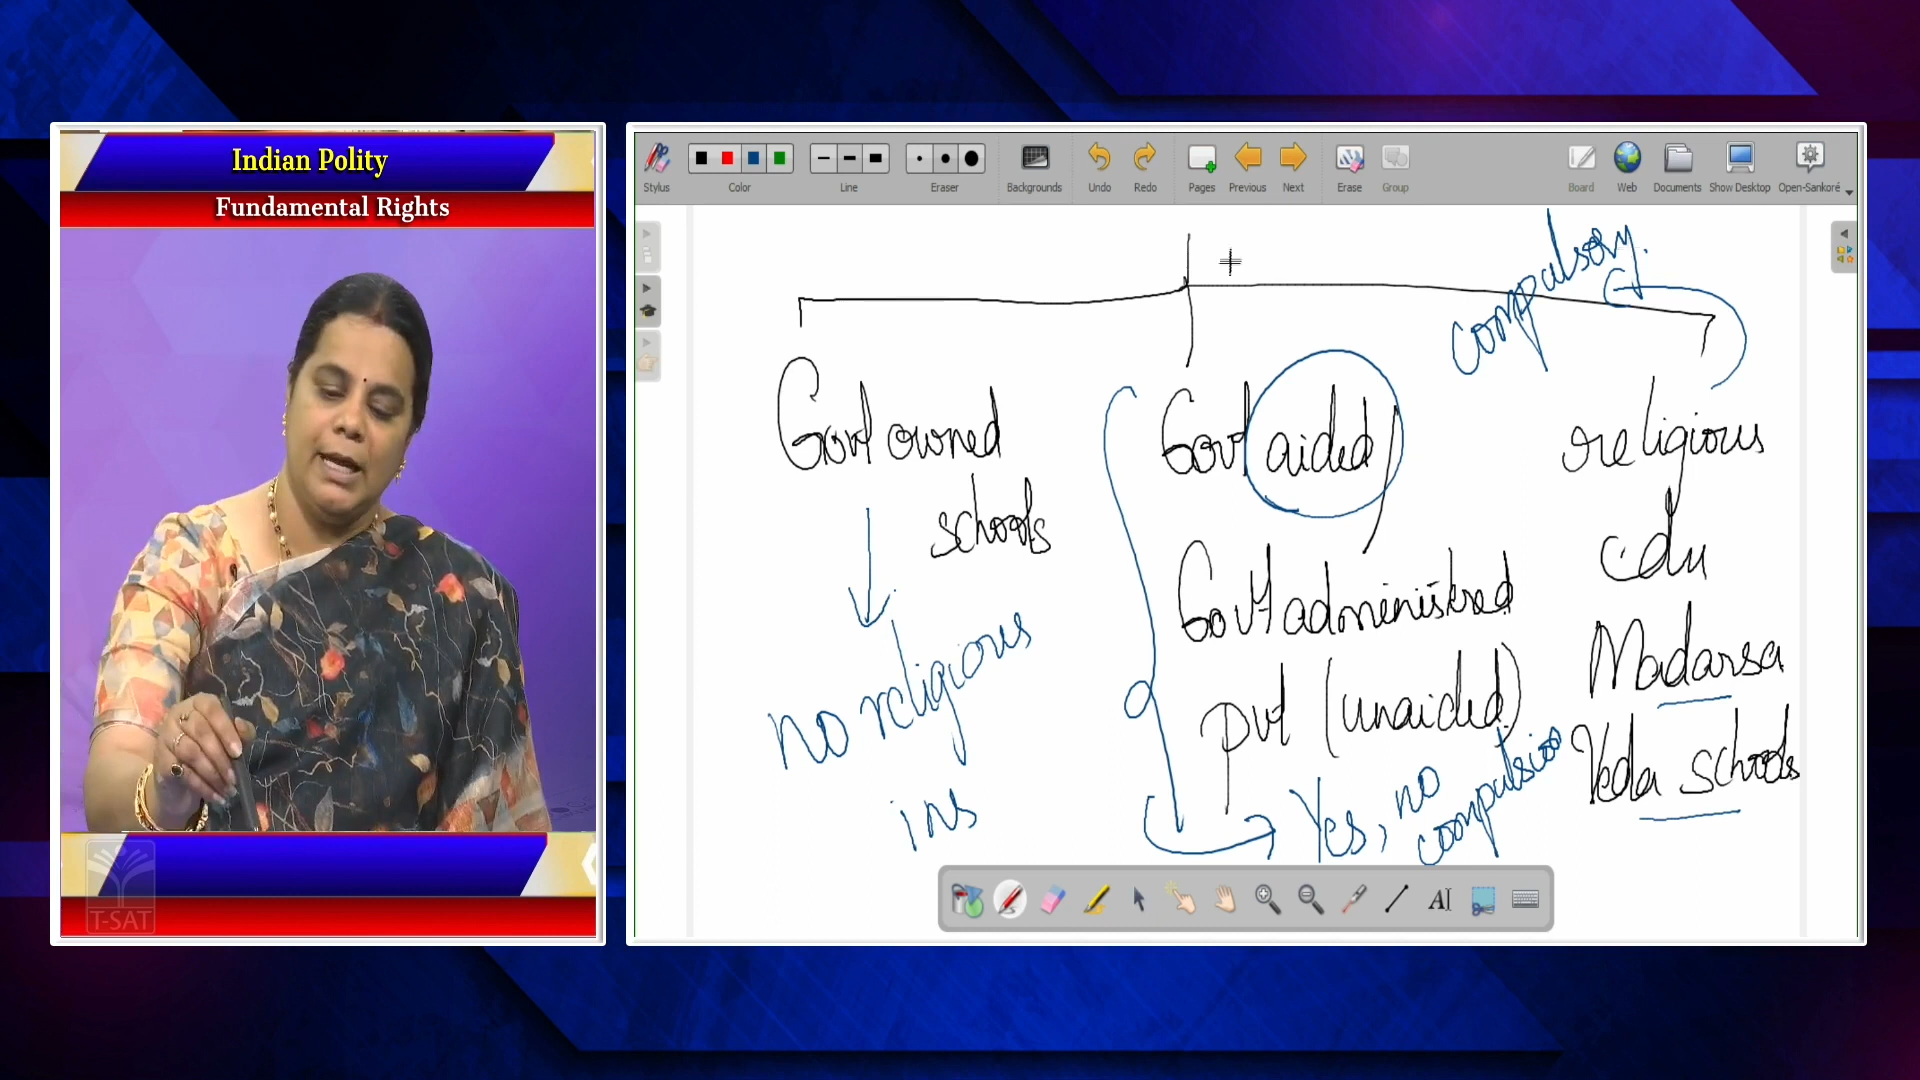 Indian Polity
Fundamental Rights
T-SAT
Stylus
Color
Line
Eraser
Backgrounds
Undo
Redo
Pages
Previous
Next
Erase
Group
Board
Web
Documents
Show Desktop
Open-Sankoré
compulsory.
Govt owned
schools
no religious
ins
Govt aided
Govt administered
pvt (unaided)
Yes, no
compulsion
religious
edu
Madarsa
Veda schools
AI